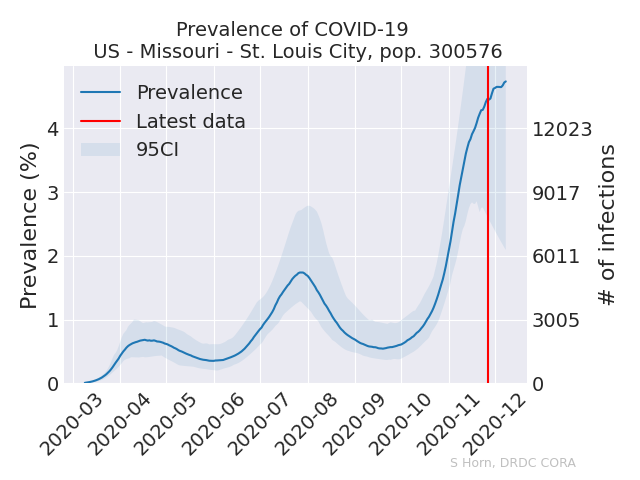 Prevalence of COVID-19
US - Missouri - St. Louis City, pop. 300576
Prevalence
Latest data
95CI
Prevalence (%)
4
3
2
1
0
12023
9017
6011
3005
0
# of infections
2020-03
2020-04
2020-05
2020-06
2020-07
2020-08
2020-09
2020-10
2020-11
2020-12
S Horn, DRDC CORA